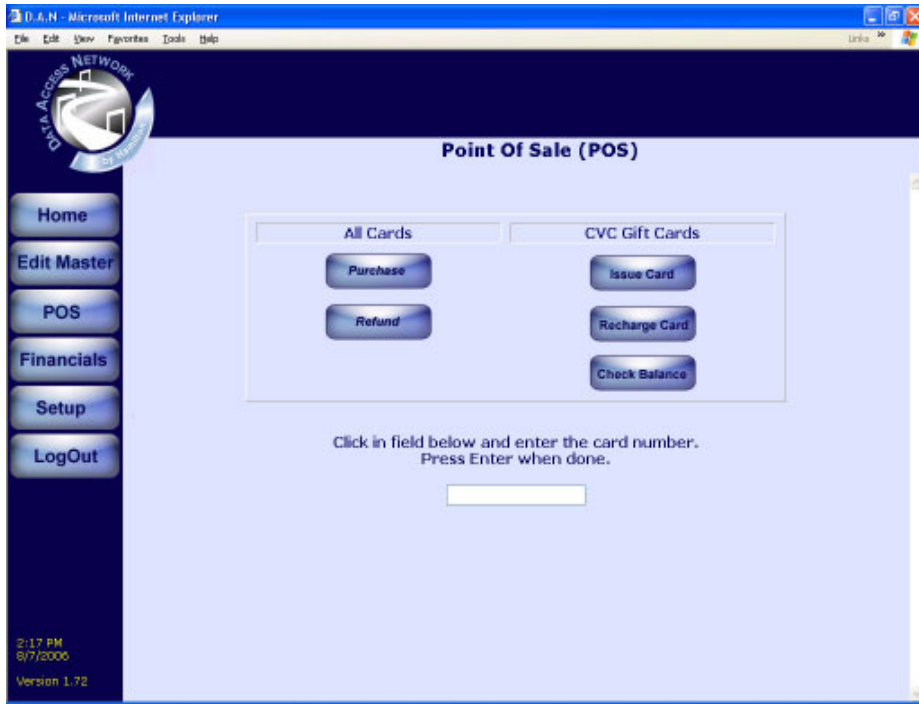 D.A.N - Microsoft Internet Explorer
File Edit View Favorites Tools Help
Links »
DATA ACCESS NETWORK
by Hamman
Point Of Sale (POS)
Home
Edit Master
POS
Financials
Setup
LogOut
All Cards
Purchase
Refund
CVC Gift Cards
Issue Card
Recharge Card
Check Balance
Click in field below and enter the card number.
Press Enter when done.
2:17 PM
8/7/2006
Version 1.72